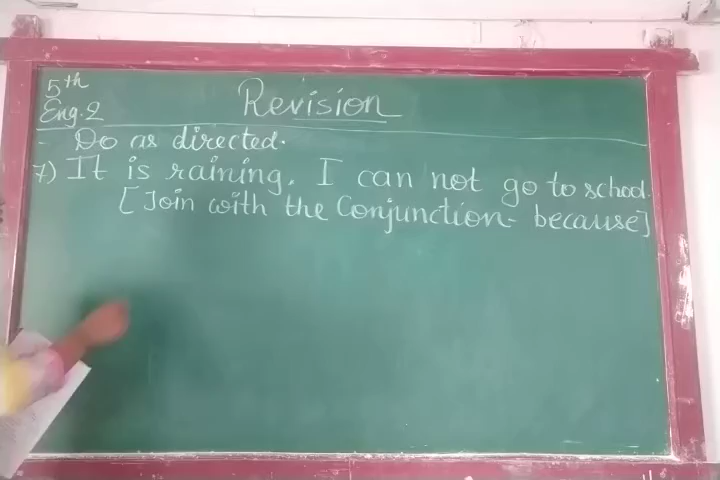 5th
Eng.2
Revision
Do as directed.
7) It is raining. I can not go to school.
[Join with the Conjunction- because]